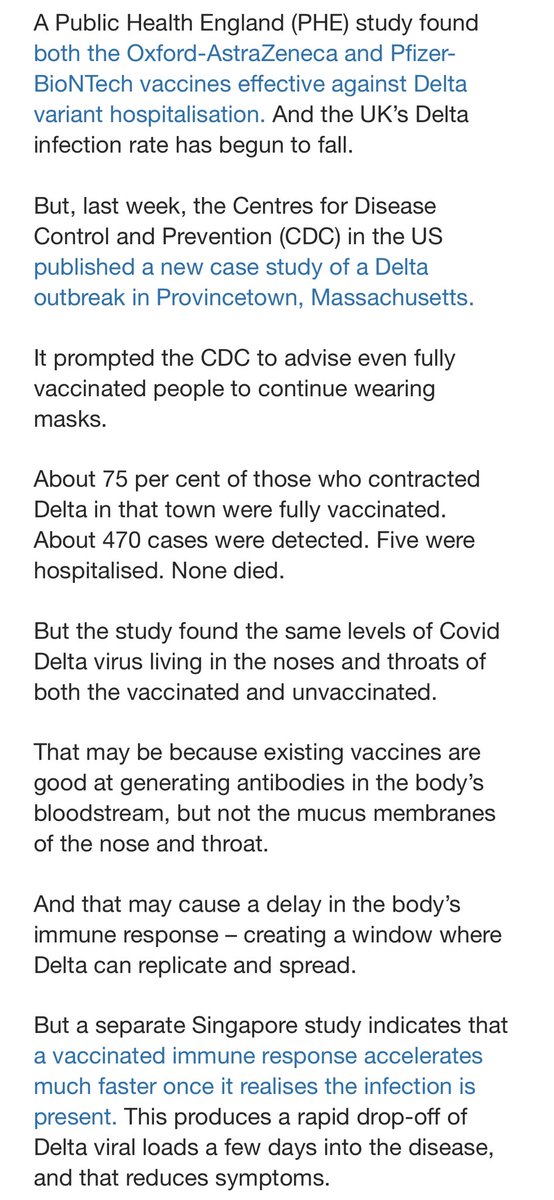 A Public Health England (PHE) study found
both the Oxford-AstraZeneca and Pfizer-
BioNTech vaccines effective against Delta
variant hospitalisation. And the UK’s Delta
infection rate has begun to fall.
But, last week, the Centres for Disease
Control and Prevention (CDC) in the US
published a new case study of a Delta
outbreak in Provincetown, Massachusetts.
It prompted the CDC to advise even fully
vaccinated people to continue wearing
masks.
About 75 per cent of those who contracted
Delta in that town were fully vaccinated.
About 470 cases were detected. Five were
hospitalised. None died.
But the study found the same levels of Covid
Delta virus living in the noses and throats of
both the vaccinated and unvaccinated.
That may be because existing vaccines are
good at generating antibodies in the body’s
bloodstream, but not the mucus membranes
of the nose and throat.
And that may cause a delay in the body’s
immune response – creating a window where
Delta can replicate and spread.
But a separate Singapore study indicates that
a vaccinated immune response accelerates
much faster once it realises the infection is
present. This produces a rapid drop-off of
Delta viral loads a few days into the disease,
and that reduces symptoms.